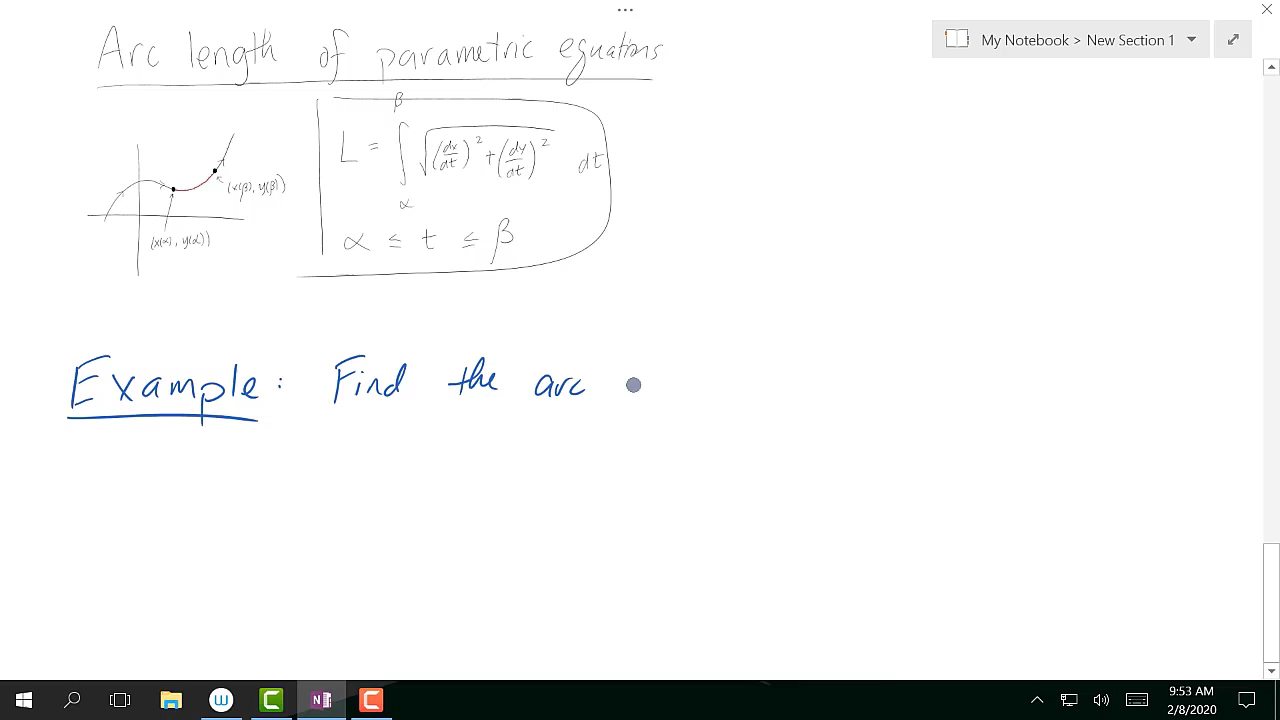 My Notebook > New Section 1
Arc length of parametric equations
L = ∫_α^β √((dx/dt)² + (dy/dt)²) dt
α ≤ t ≤ β
(x(β), y(β))
(x(α), y(α))
Example: Find the arc
N
9:53 AM
2/8/2020